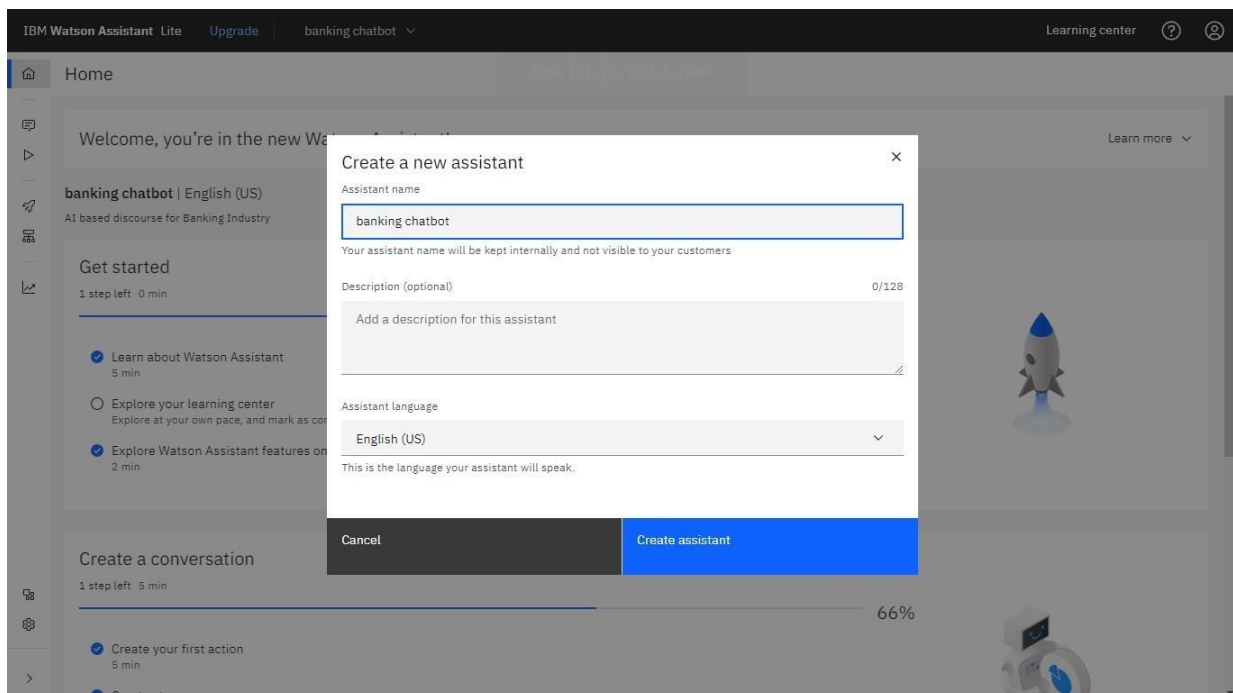 IBM Watson Assistant Lite Upgrade banking chatbot Learning center
Home
Welcome, you're in the new
Learn more
banking chatbot | English (US)
AI based discourse for Banking Industry
Get started
1 step left 0 min
Learn about Watson Assistant
5 min
Explore your learning center
Explore at your own pace, and mark as
Explore Watson Assistant features on
2 min
Create a new assistant
Assistant name
banking chatbot
Your assistant name will be kept internally and not visible to your customers
Description (optional) 0/128
Add a description for this assistant
Assistant language
English (US)
This is the language your assistant will speak.
Cancel Create assistant
Create a conversation
1 step left 5 min
66%
Create your first action
5 min